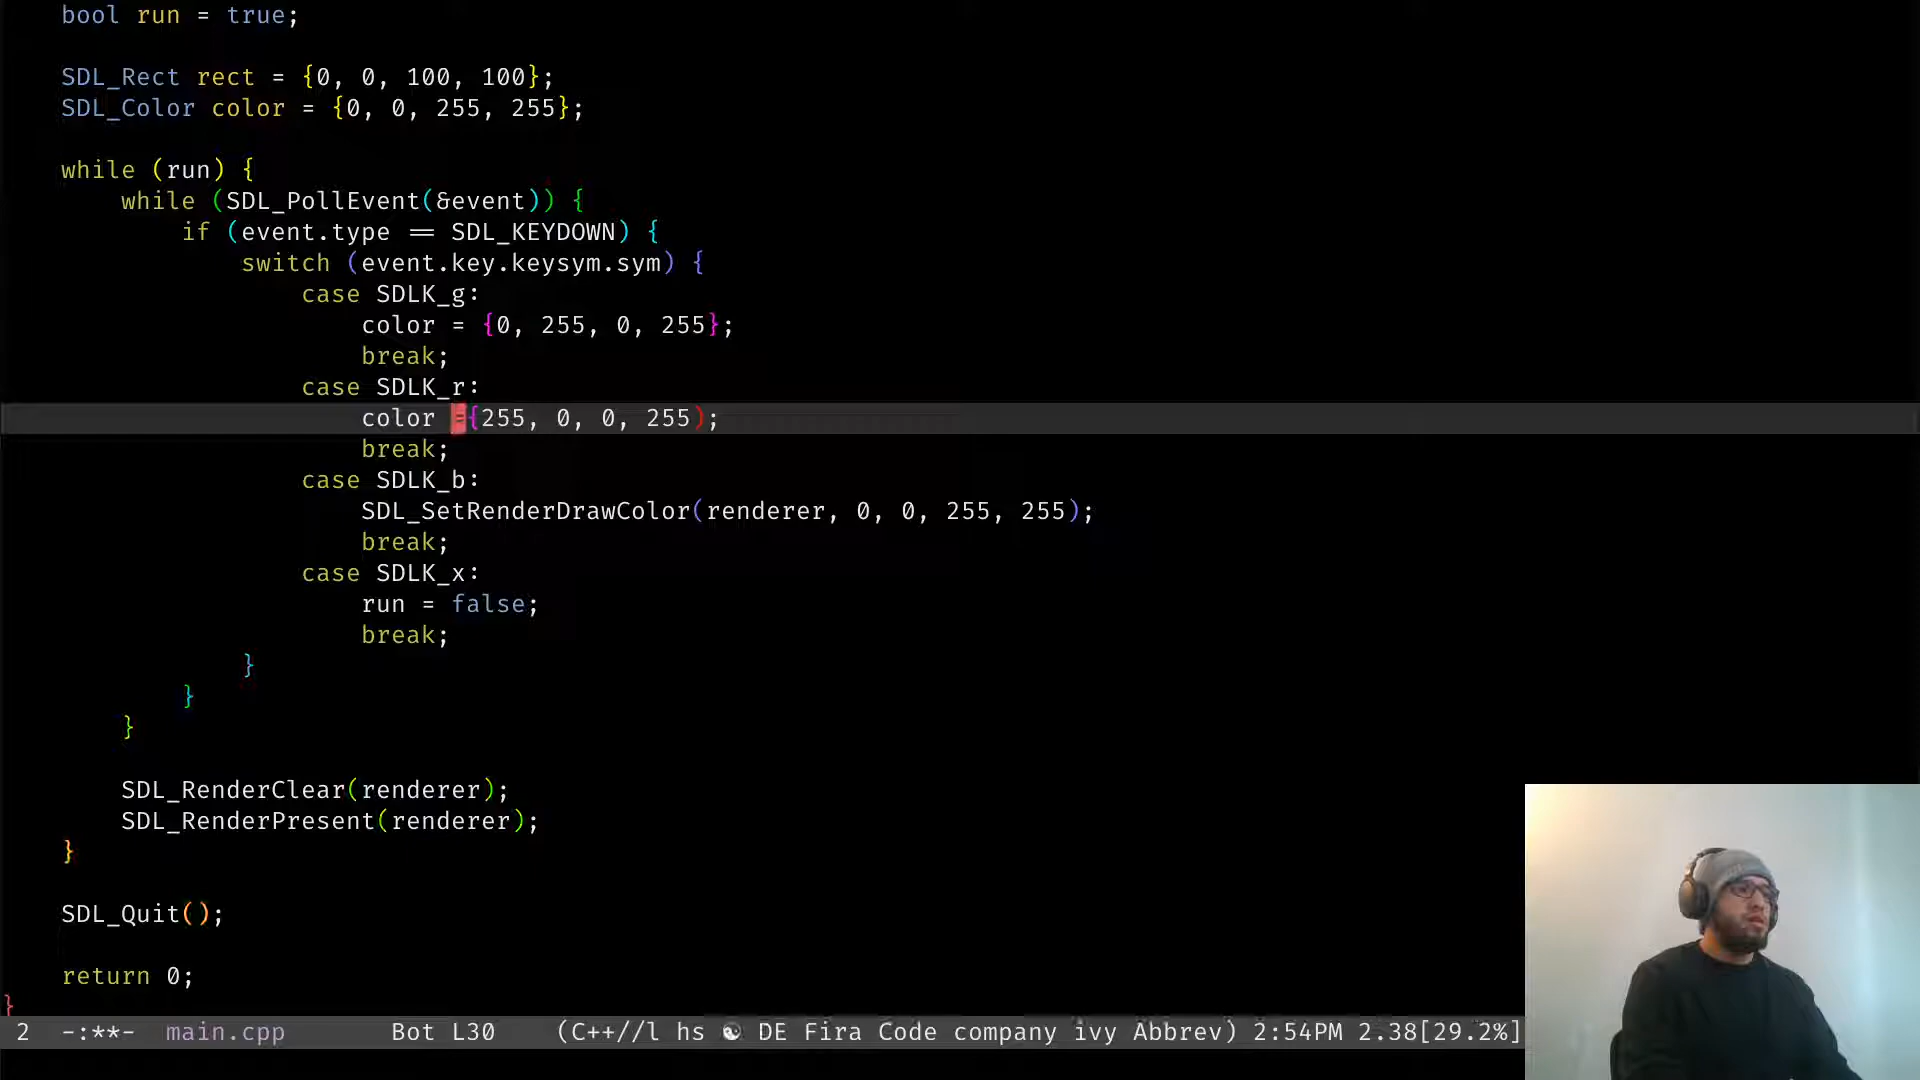 bool run = true;
SDL_Rect rect = {0, 0, 100, 100};
SDL_Color color = {0, 0, 255, 255};
while (run) {
while (SDL_PollEvent(&event)) {
if (event.type == SDL_KEYDOWN) {
switch (event.key.keysym.sym) {
case SDLK_g:
color = {0, 255, 0, 255};
break;
case SDLK_r:
color ={255, 0, 0, 255);
break;
case SDLK_b:
SDL_SetRenderDrawColor(renderer, 0, 0, 255, 255);
break;
case SDLK_x:
run = false;
break;
}
}
}
SDL_RenderClear(renderer);
SDL_RenderPresent(renderer);
}
SDL_Quit();
return 0;
}
2 -:**- main.cpp Bot L30 (C++//l hs ☯ DE Fira Code company ivy Abbrev) 2:54PM 2.38[29.2%]